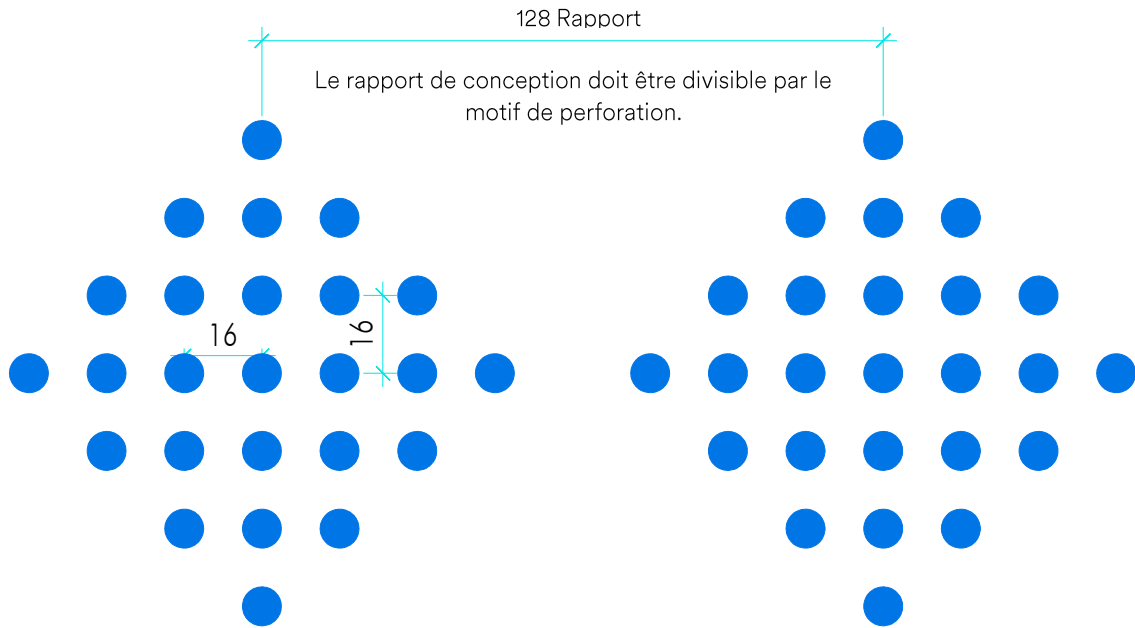 128 Rapport
Le rapport de conception doit être divisible par le
motif de perforation.
16
16